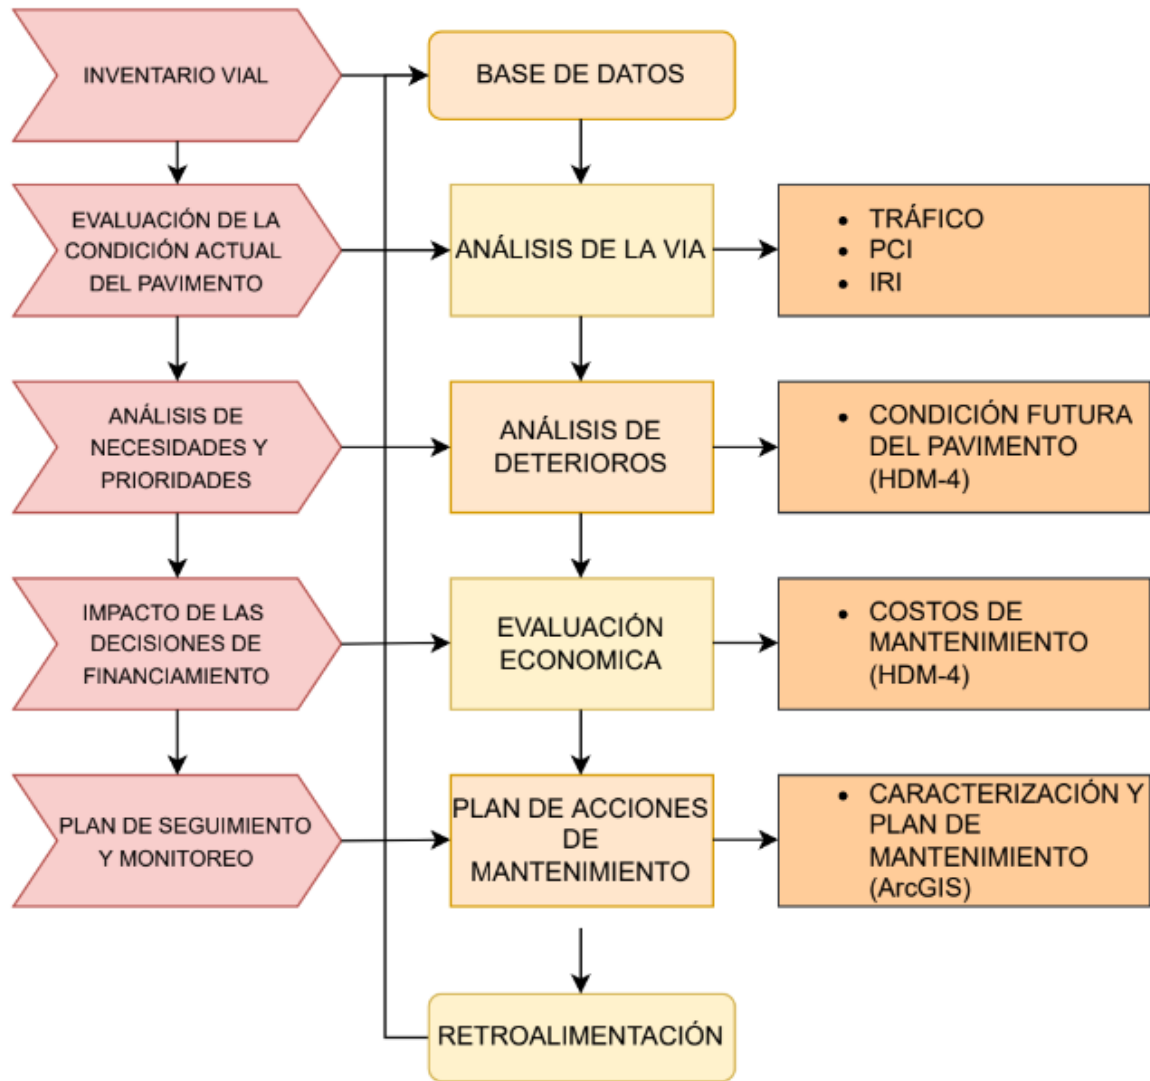 INVENTARIO VIAL
BASE DE DATOS
EVALUACIÓN DE LA
CONDICIÓN ACTUAL
DEL PAVIMENTO
ANÁLISIS DE LA VIA
• TRÁFICO
• PCI
• IRI
ANÁLISIS DE
NECESIDADES Y
PRIORIDADES
ANÁLISIS DE
DETERIOROS
• CONDICIÓN FUTURA
DEL PAVIMENTO
(HDM-4)
IMPACTO DE LAS
DECISIONES DE
FINANCIAMIENTO
EVALUACIÓN
ECONOMICA
• COSTOS DE
MANTENIMIENTO
(HDM-4)
PLAN DE SEGUIMIENTO
Y MONITOREO
PLAN DE ACCIONES
DE
MANTENIMIENTO
• CARACTERIZACIÓN Y
PLAN DE
MANTENIMIENTO
(ArcGIS)
RETROALIMENTACIÓN